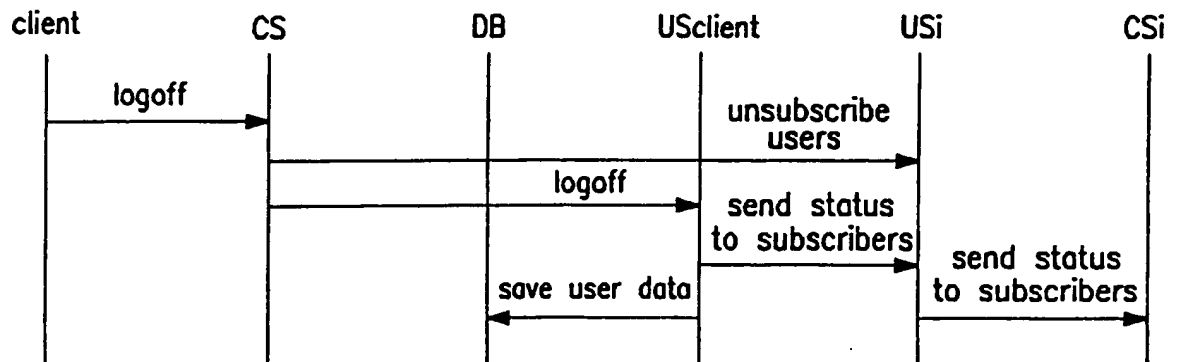 client CS DB USclient USi CSi
logoff
unsubscribe
users
logoff
send status
to subscribers
send status
to subscribers
save user data